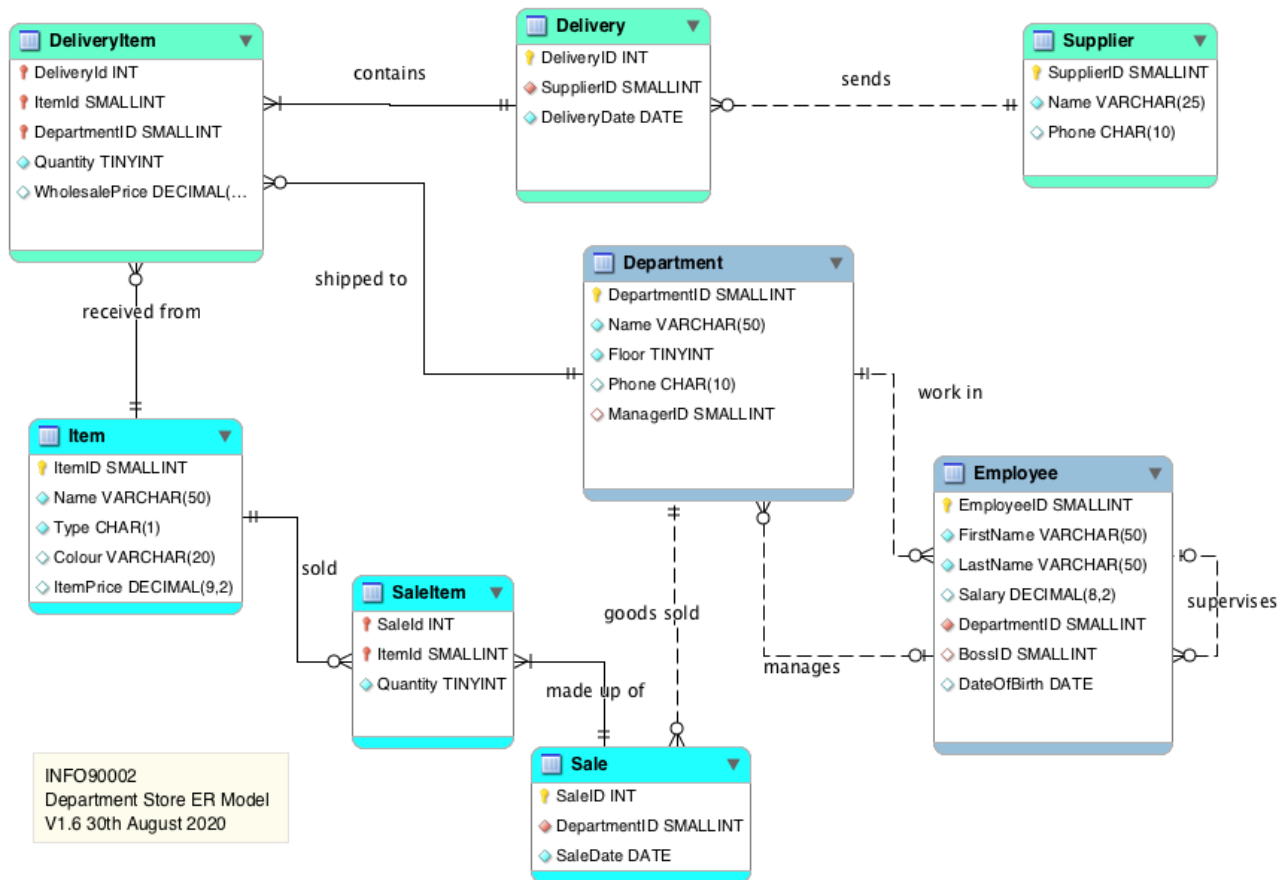 DeliveryItem
DeliveryId INT
ItemId SMALLINT
DepartmentID SMALLINT
Quantity TINYINT
WholesalePrice DECIMAL(...
contains
Delivery
DeliveryID INT
SupplierID SMALLINT
DeliveryDate DATE
sends
Supplier
SupplierID SMALLINT
Name VARCHAR(25)
Phone CHAR(10)
received from
shipped to
Department
DepartmentID SMALLINT
Name VARCHAR(50)
Floor TINYINT
Phone CHAR(10)
ManagerID SMALLINT
work in
Item
ItemID SMALLINT
Name VARCHAR(50)
Type CHAR(1)
Colour VARCHAR(20)
ItemPrice DECIMAL(9,2)
sold
SaleItem
SaleId INT
ItemId SMALLINT
Quantity TINYINT
made up of
goods sold
manages
Employee
EmployeeID SMALLINT
FirstName VARCHAR(50)
LastName VARCHAR(50)
Salary DECIMAL(8,2)
DepartmentID SMALLINT
BossID SMALLINT
DateOfBirth DATE
supervises
Sale
SaleID INT
DepartmentID SMALLINT
SaleDate DATE
INFO90002
Department Store ER Model
V1.6 30th August 2020